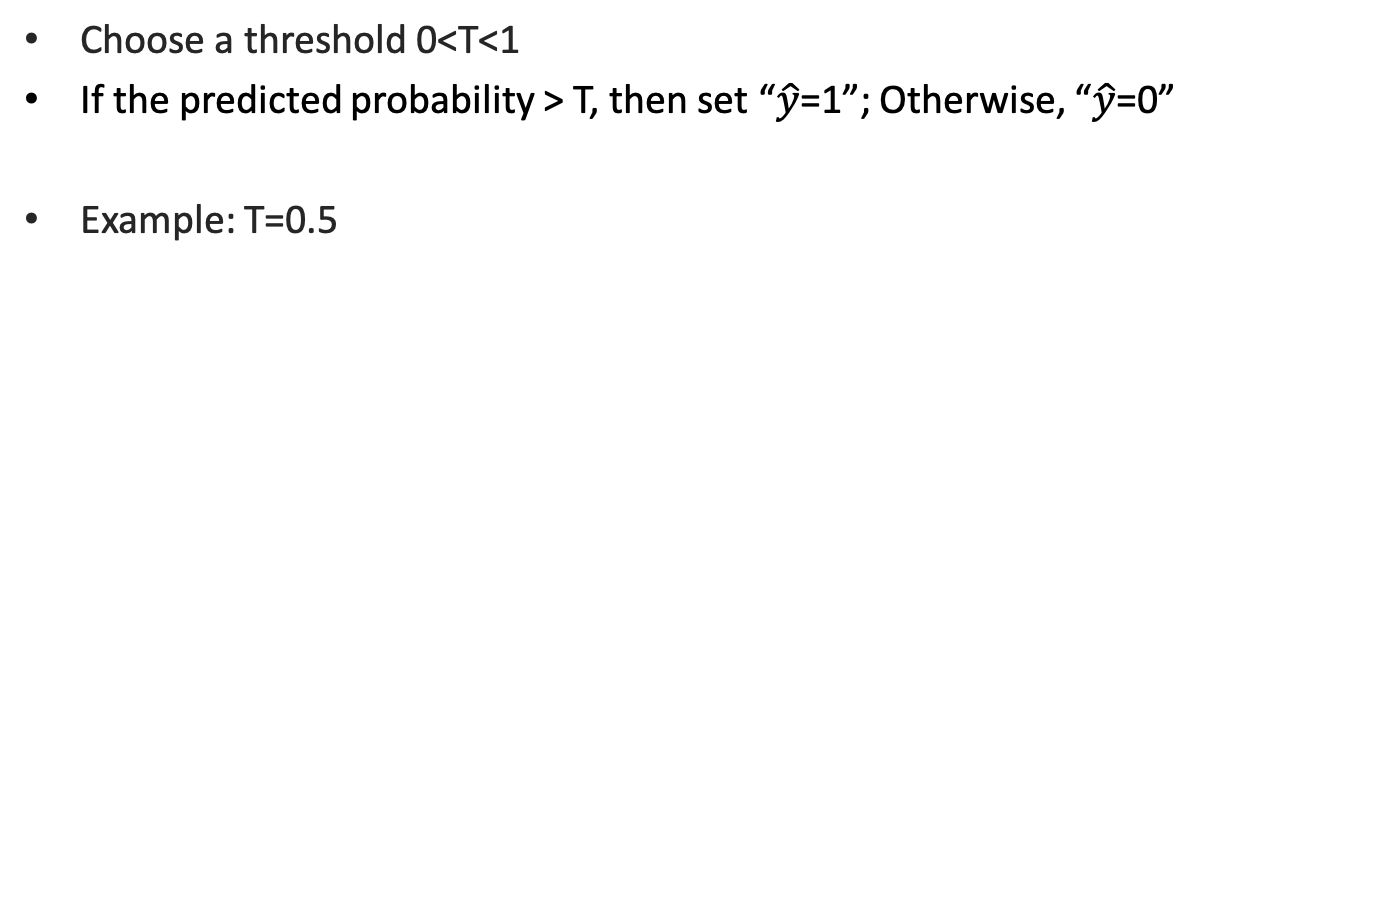 • Choose a threshold 0<T<1
• If the predicted probability > T, then set “ŷ=1”; Otherwise, “ŷ=0”
• Example: T=0.5